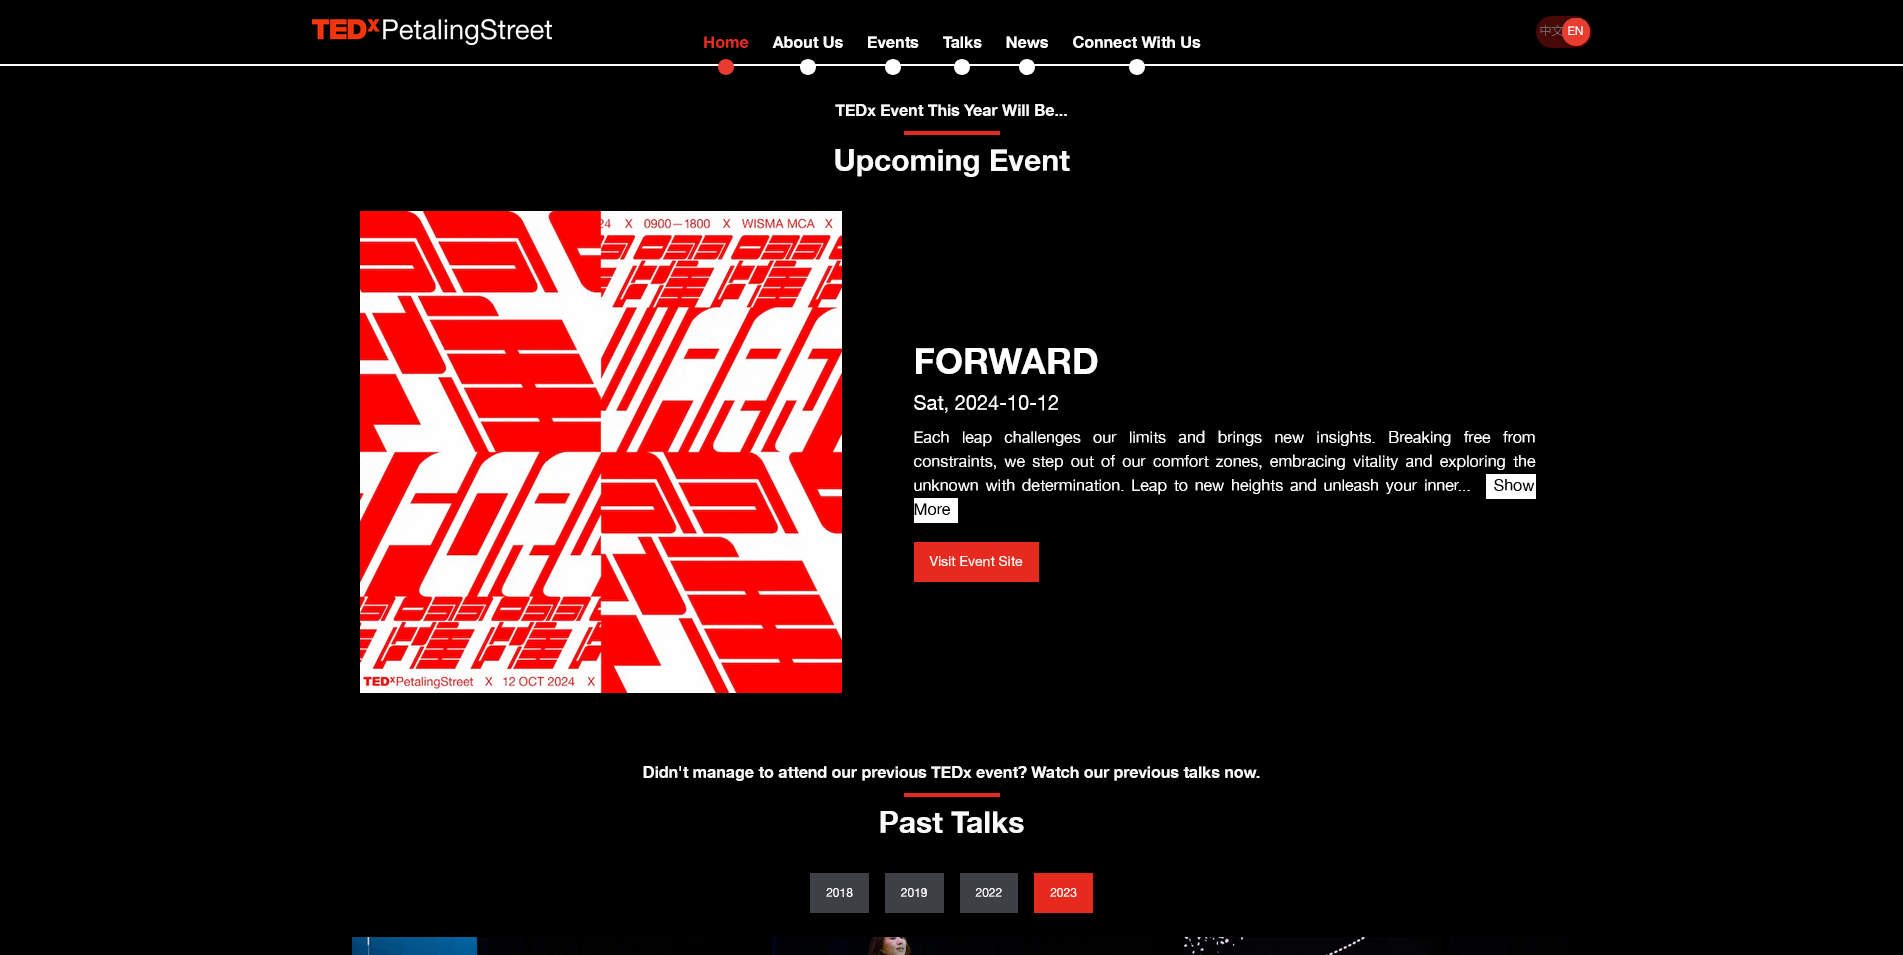 TEDxPetalingStreet
Home About Us Events Talks News Connect With Us
中文 EN
TEDx Event This Year Will Be...
Upcoming Event
24 X 0900—1800 X WISMA MCA X
TEDxPetalingStreet X 12 OCT 2024 X
FORWARD
Sat, 2024-10-12
Each leap challenges our limits and brings new insights. Breaking free from
constraints, we step out of our comfort zones, embracing vitality and exploring the
unknown with determination. Leap to new heights and unleash your inner... Show
More
Visit Event Site
Didn't manage to attend our previous TEDx event? Watch our previous talks now.
Past Talks
2018 2019 2022 2023